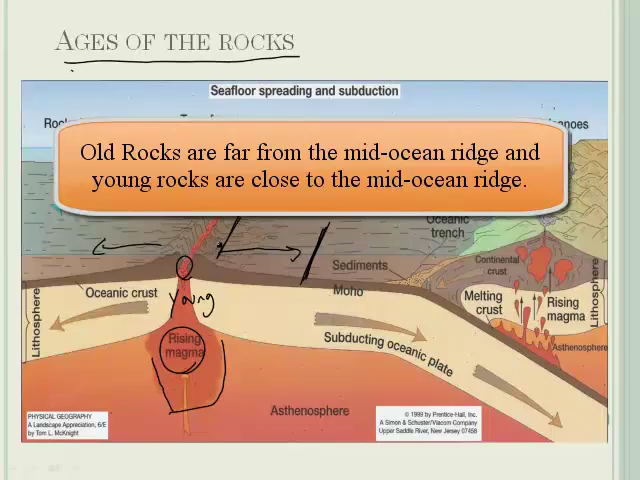 AGES OF THE ROCKS
Seafloor spreading and subduction
Old Rocks are far from the mid-ocean ridge and
young rocks are close to the mid-ocean ridge.
Oceanic
trench
Sediments
Continental
crust
Oceanic crust
Moho
young
Melting
crust
Rising
magma
Lithosphere
Lithosphere
Rising
magma
Subducting oceanic plate
Asthenosphere
Asthenosphere
PHYSICAL GEOGRAPHY
A Landscape Appreciation, 6/E
by Tom L. McKnight
© 1999 by Prentice-Hall, Inc.
A Simon & Schuster/Viacom Company
Upper Saddle River, New Jersey 07458